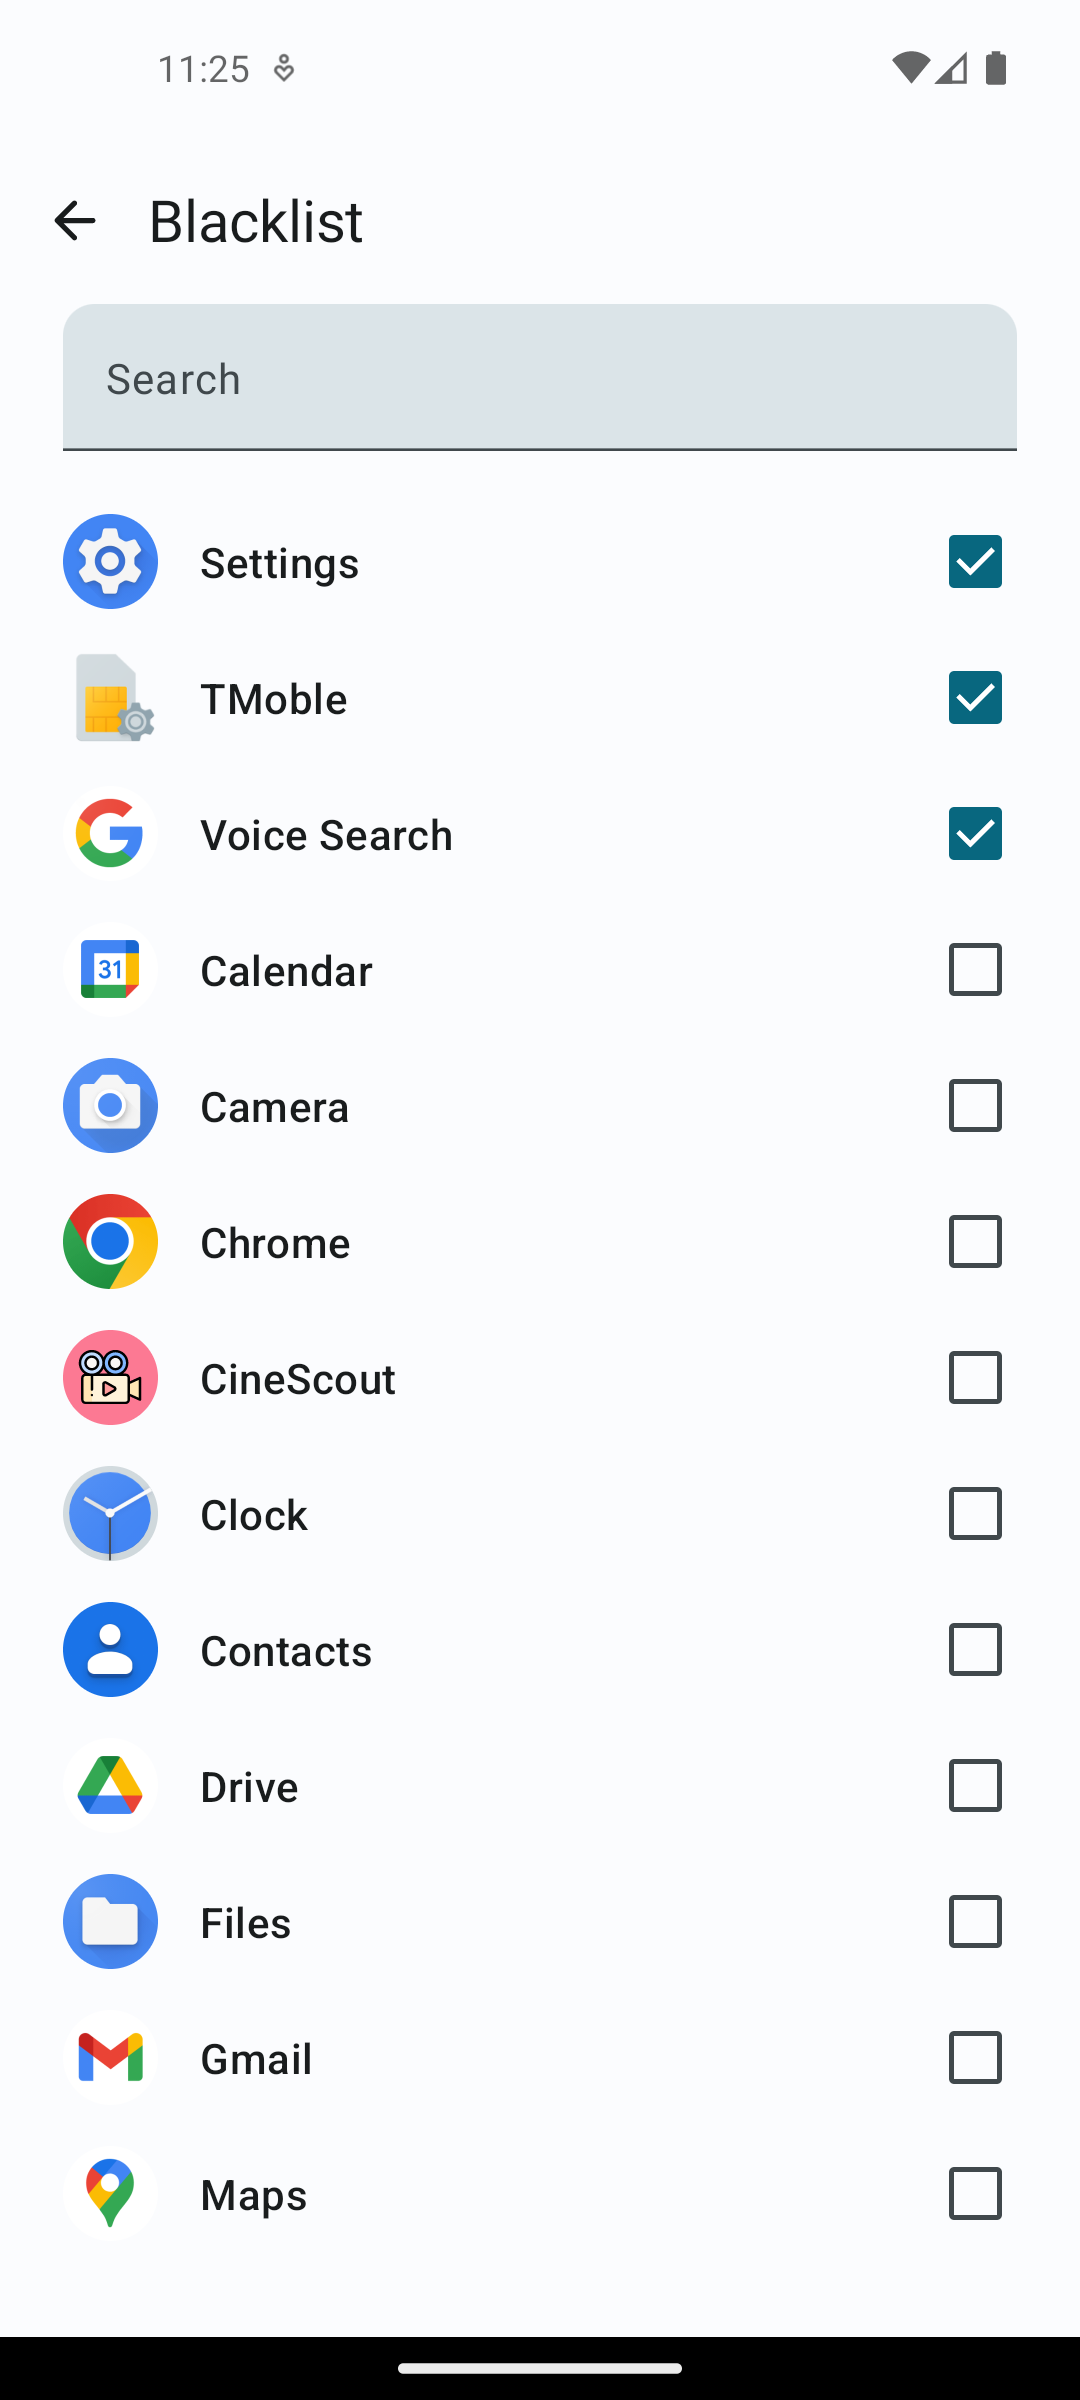 11:25
Blacklist
Search
Settings
TMoble
Voice Search
31
Calendar
Camera
Chrome
CineScout
Clock
Contacts
Drive
Files
Gmail
Maps